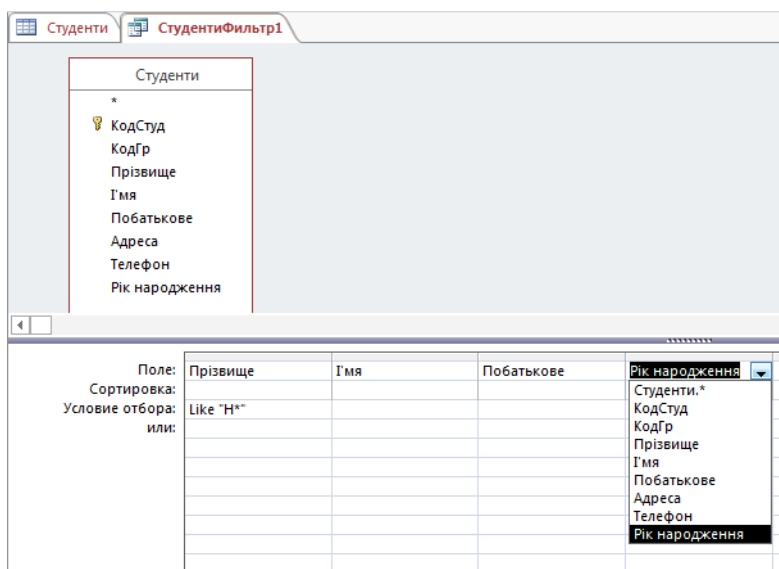 Студенти СтудентиФильтр1
Студенти
*
КодСтуд
КодГр
Прізвище
І'мя
Побатькове
Адреса
Телефон
Рік народження
Поле: Прізвище І'мя Побатькове Рік народження
Сортировка:
Условие отбора: Like "Н*"
или:
Студенти.*
КодСтуд
КодГр
Прізвище
І'мя
Побатькове
Адреса
Телефон
Рік народження